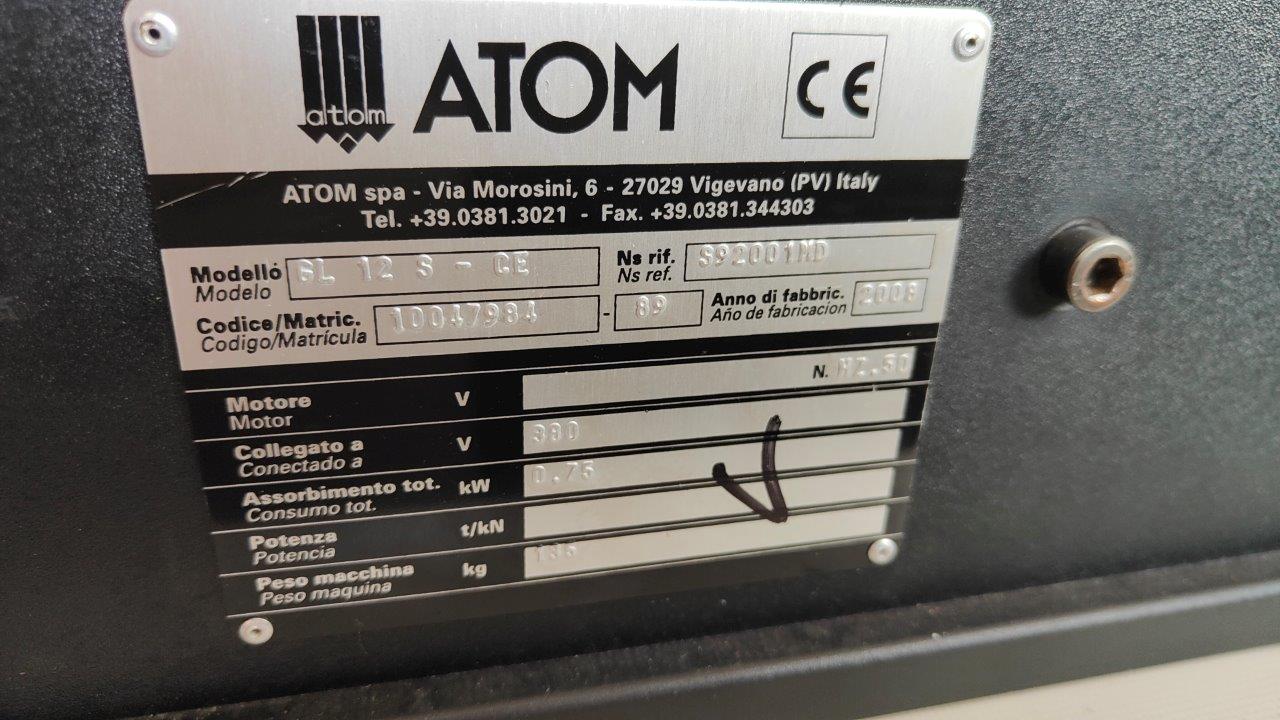 atom ATOM CE
ATOM spa - Via Morosini, 6 - 27029 Vigevano (PV) Italy
Tel. +39.0381.3021 - Fax. +39.0381.344303
Modello GL 12 S - CE Ns rif. S92001MD
Modelo Ns ref.
Codice/Matric. 10047984 - 89 Anno di fabbric. 2008
Codigo/Matrícula Año de fabricacion
Motore V N. HZ.50
Motor
Collegato a V 380
Conectado a
Assorbimento tot. kW 0.75
Consumo tot.
Potenza t/kN
Potencia
Peso macchina kg
Peso maquina